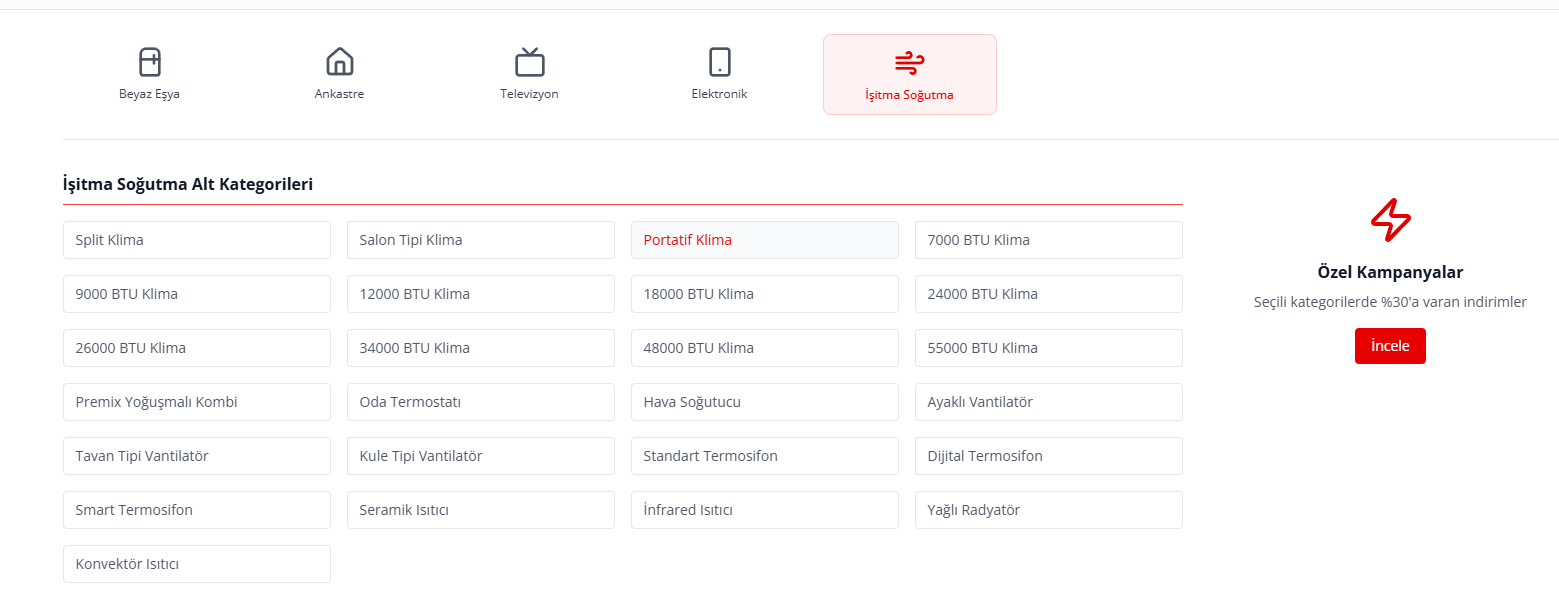 Beyaz Eşya
Ankastre
Televizyon
Elektronik
İşitma Soğutma
İşitma Soğutma Alt Kategorileri
Split Klima
Salon Tipi Klima
Portatif Klima
7000 BTU Klima
9000 BTU Klima
12000 BTU Klima
18000 BTU Klima
24000 BTU Klima
26000 BTU Klima
34000 BTU Klima
48000 BTU Klima
55000 BTU Klima
Premix Yoğuşmalı Kombi
Oda Termostatı
Hava Soğutucu
Ayaklı Vantilatör
Tavan Tipi Vantilatör
Kule Tipi Vantilatör
Standart Termosifon
Dijital Termosifon
Smart Termosifon
Seramik Isıtıcı
İnfrared Isıtıcı
Yağlı Radyatör
Konvektör Isıtıcı
Özel Kampanyalar
Seçili kategorilerde %30'a varan indirimler
İncele